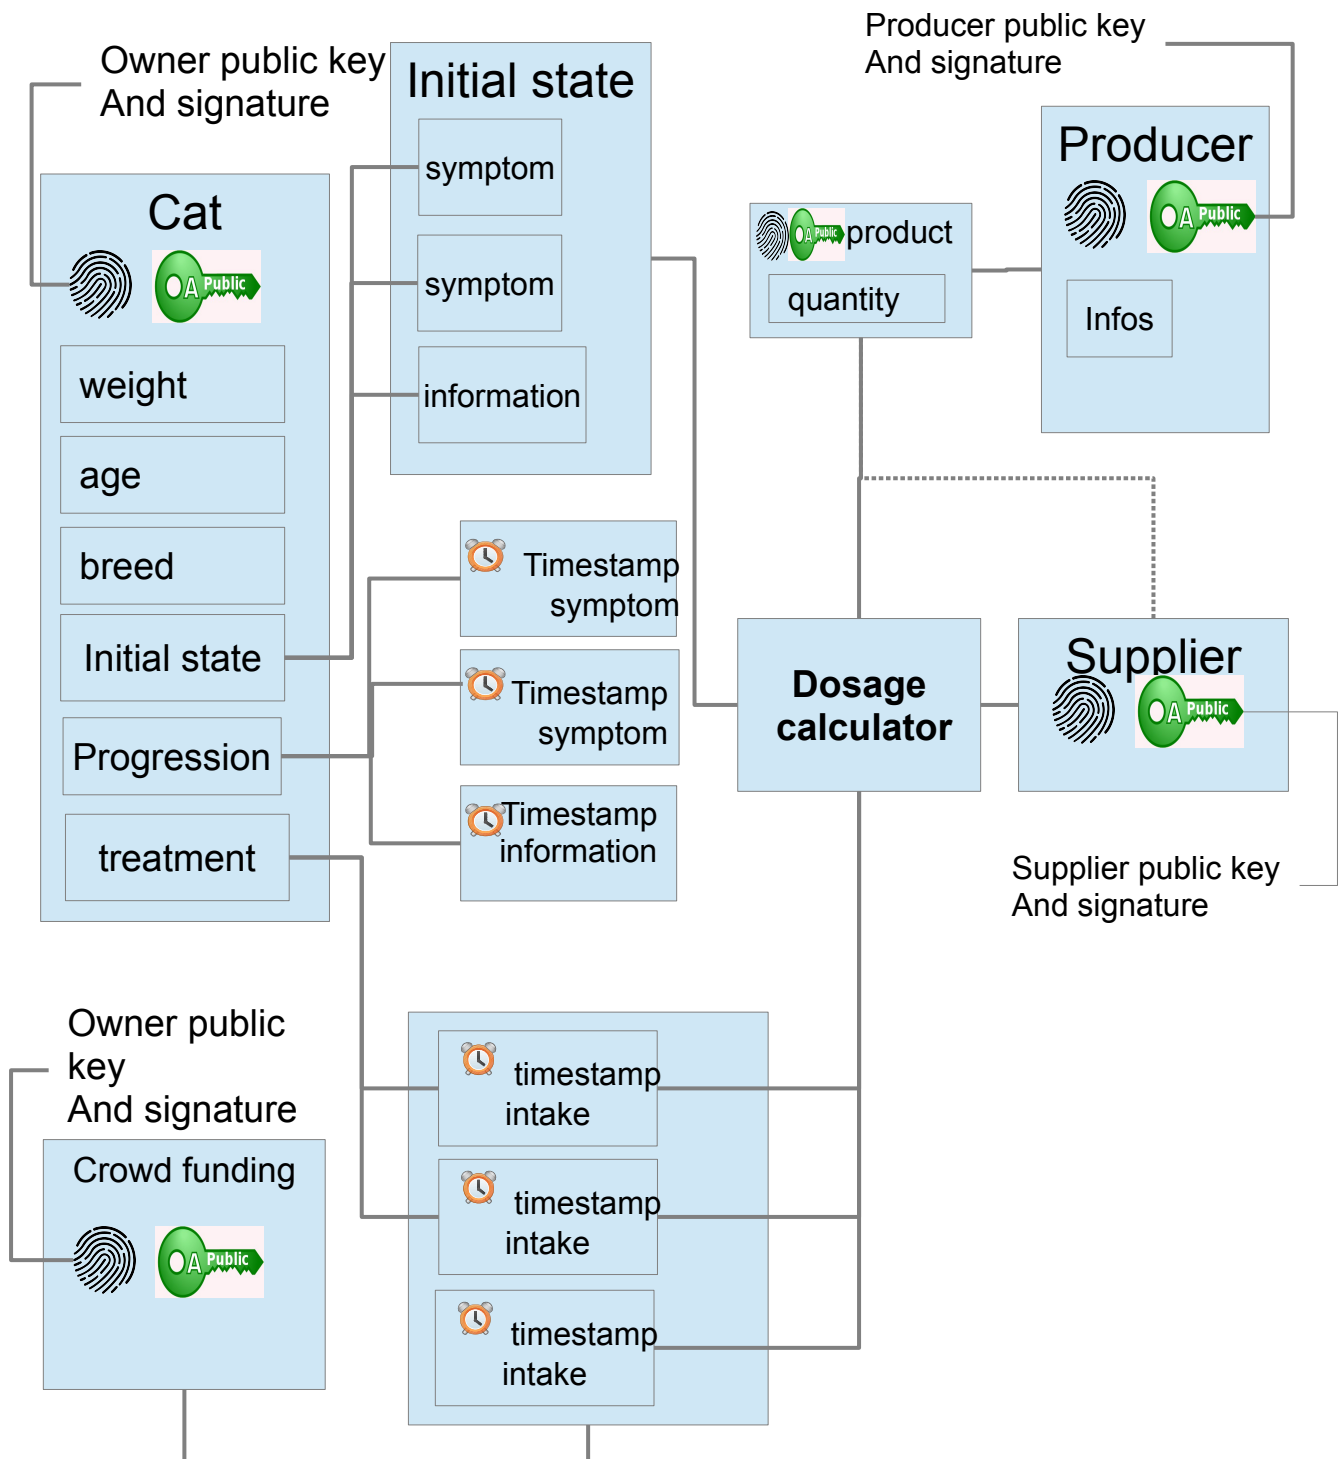 Owner public key
And signature
Cat
A Public
weight
age
breed
Initial state
Progression
treatment
Initial state
symptom
symptom
information
Timestamp
symptom
Timestamp
symptom
Timestamp
information
Producer public key
And signature
Producer
A Public
Infos
A Public
product
quantity
Dosage
calculator
Supplier
A Public
Supplier public key
And signature
Owner public
key
And signature
Crowd funding
A Public
timestamp
intake
timestamp
intake
timestamp
intake